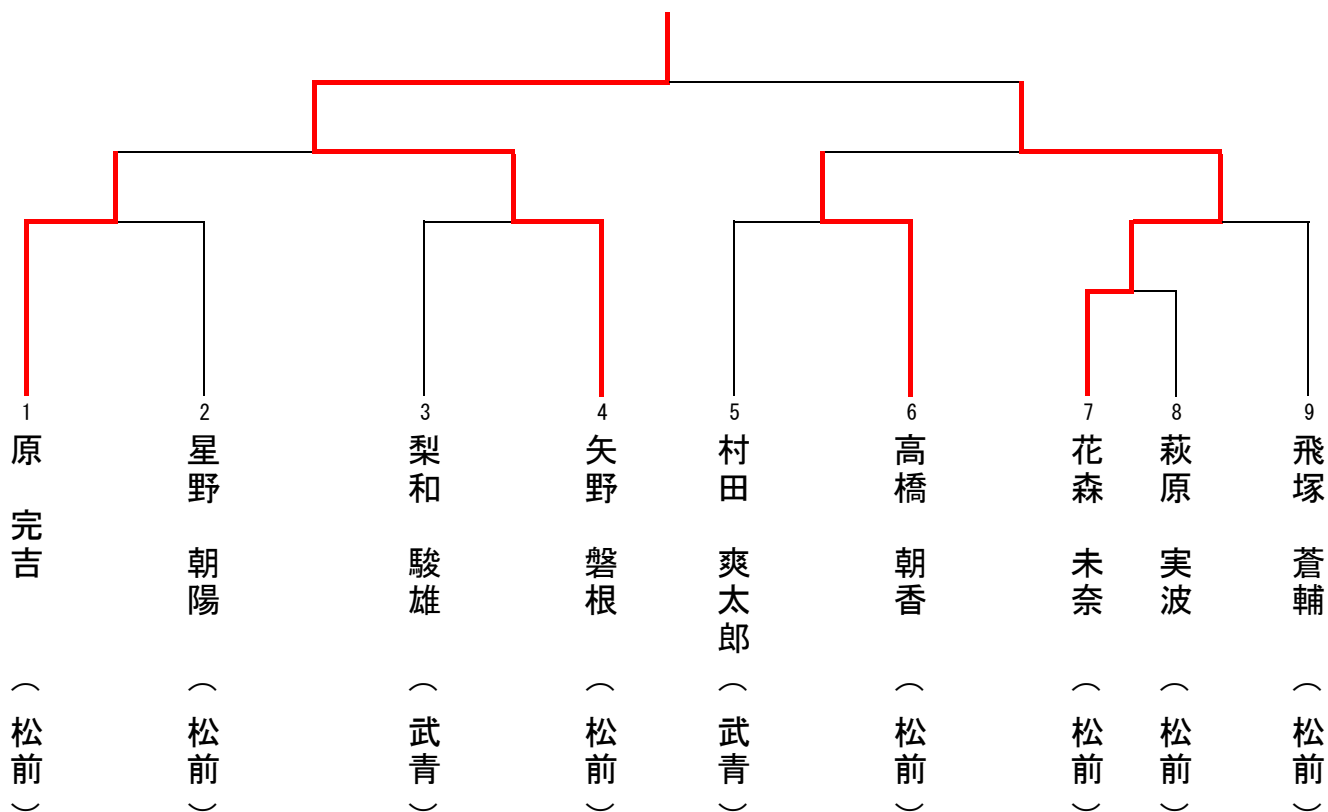 1
原 完吉 (松前)
2
星野 朝陽 (松前)
3
梨和 駿雄 (武青)
4
矢野 磐根 (松前)
5
村田 爽太郎 (武青)
6
高橋 朝香 (松前)
7
花森 未奈 (松前)
8
萩原 実波 (松前)
9
飛塚 蒼輔 (松前)